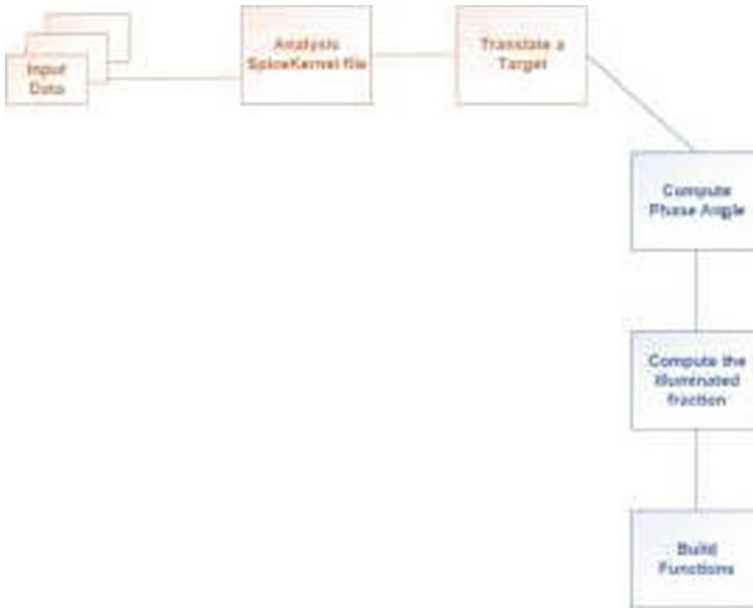 Input
Data
Analysis
SpiceKernel file
Translate a
Target
Compute
Phase Angle
Compute the
illuminated
fraction
Build
Functions